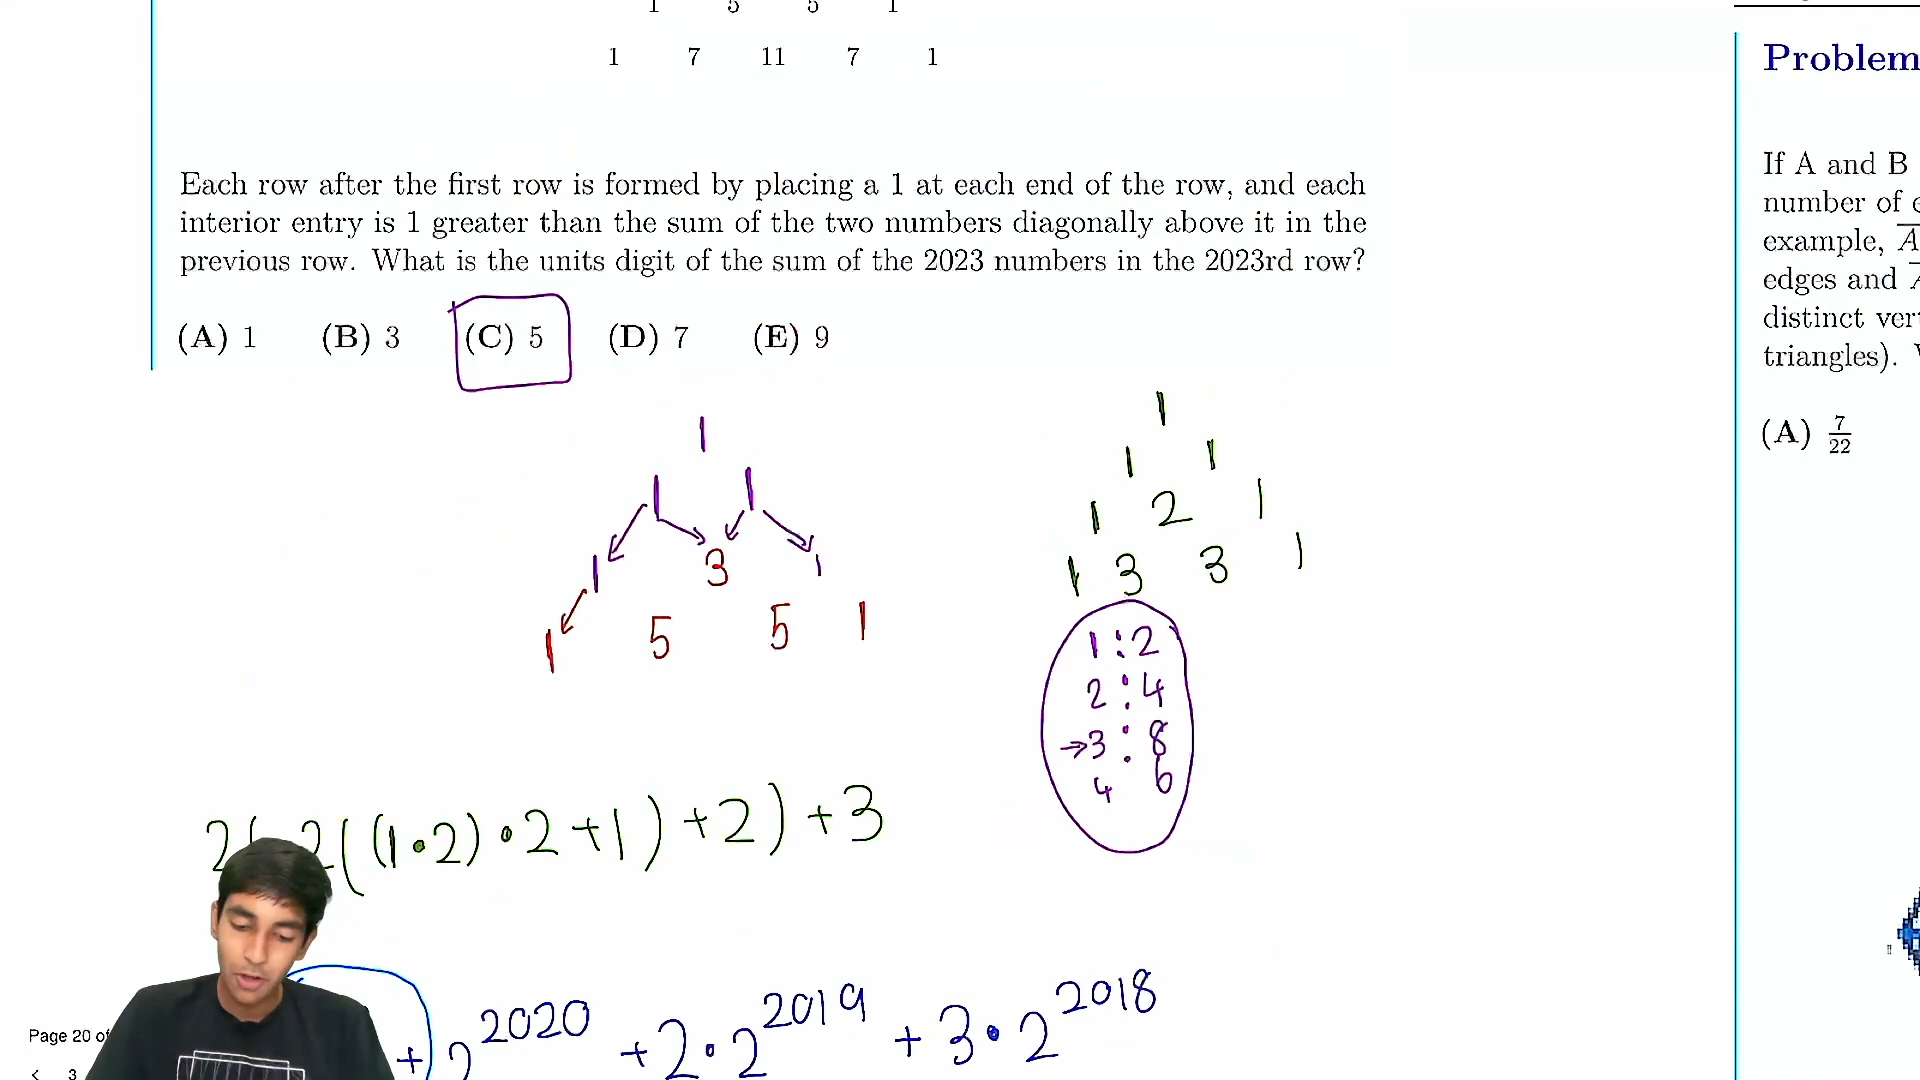 1 5 5 1
1 7 11 7 1
Each row after the first row is formed by placing a 1 at each end of the row, and each
interior entry is 1 greater than the sum of the two numbers diagonally above it in the
previous row. What is the units digit of the sum of the 2023 numbers in the 2023rd row?
(A) 1 (B) 3 (C) 5 (D) 7 (E) 9
1
1 1
1 3 1
1 5 5 1
1
1 1
1 2 1
1 3 3 1
1 : 2
2 : 4
→3 : 8
4 6
2( 2((1·2)·2+1)+2)+3
+ 2^2020 + 2·2^2019 + 3·2^2018
Page 20 of
< 3
Problem
If A and B
number of
example,
edges and
distinct
triangles).
(A) 7/22